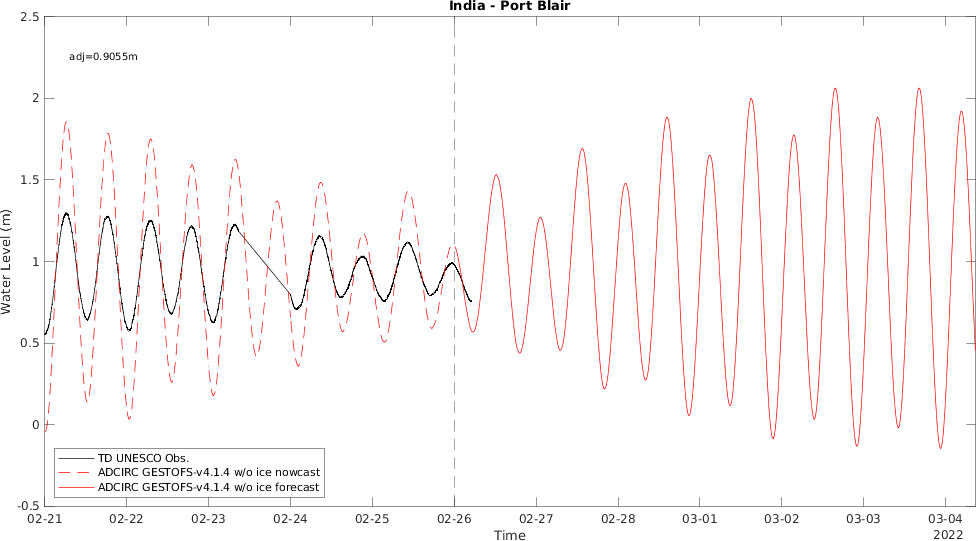 India - Port Blair
adj=0.9055m
2.5
2
1.5
1
0.5
0
-0.5
Water Level (m)
TD UNESCO Obs.
ADCIRC GESTOFS-v4.1.4 w/o ice nowcast
ADCIRC GESTOFS-v4.1.4 w/o ice forecast
02-21 02-22 02-23 02-24 02-25 02-26 02-27 02-28 03-01 03-02 03-03 03-04
Time
2022